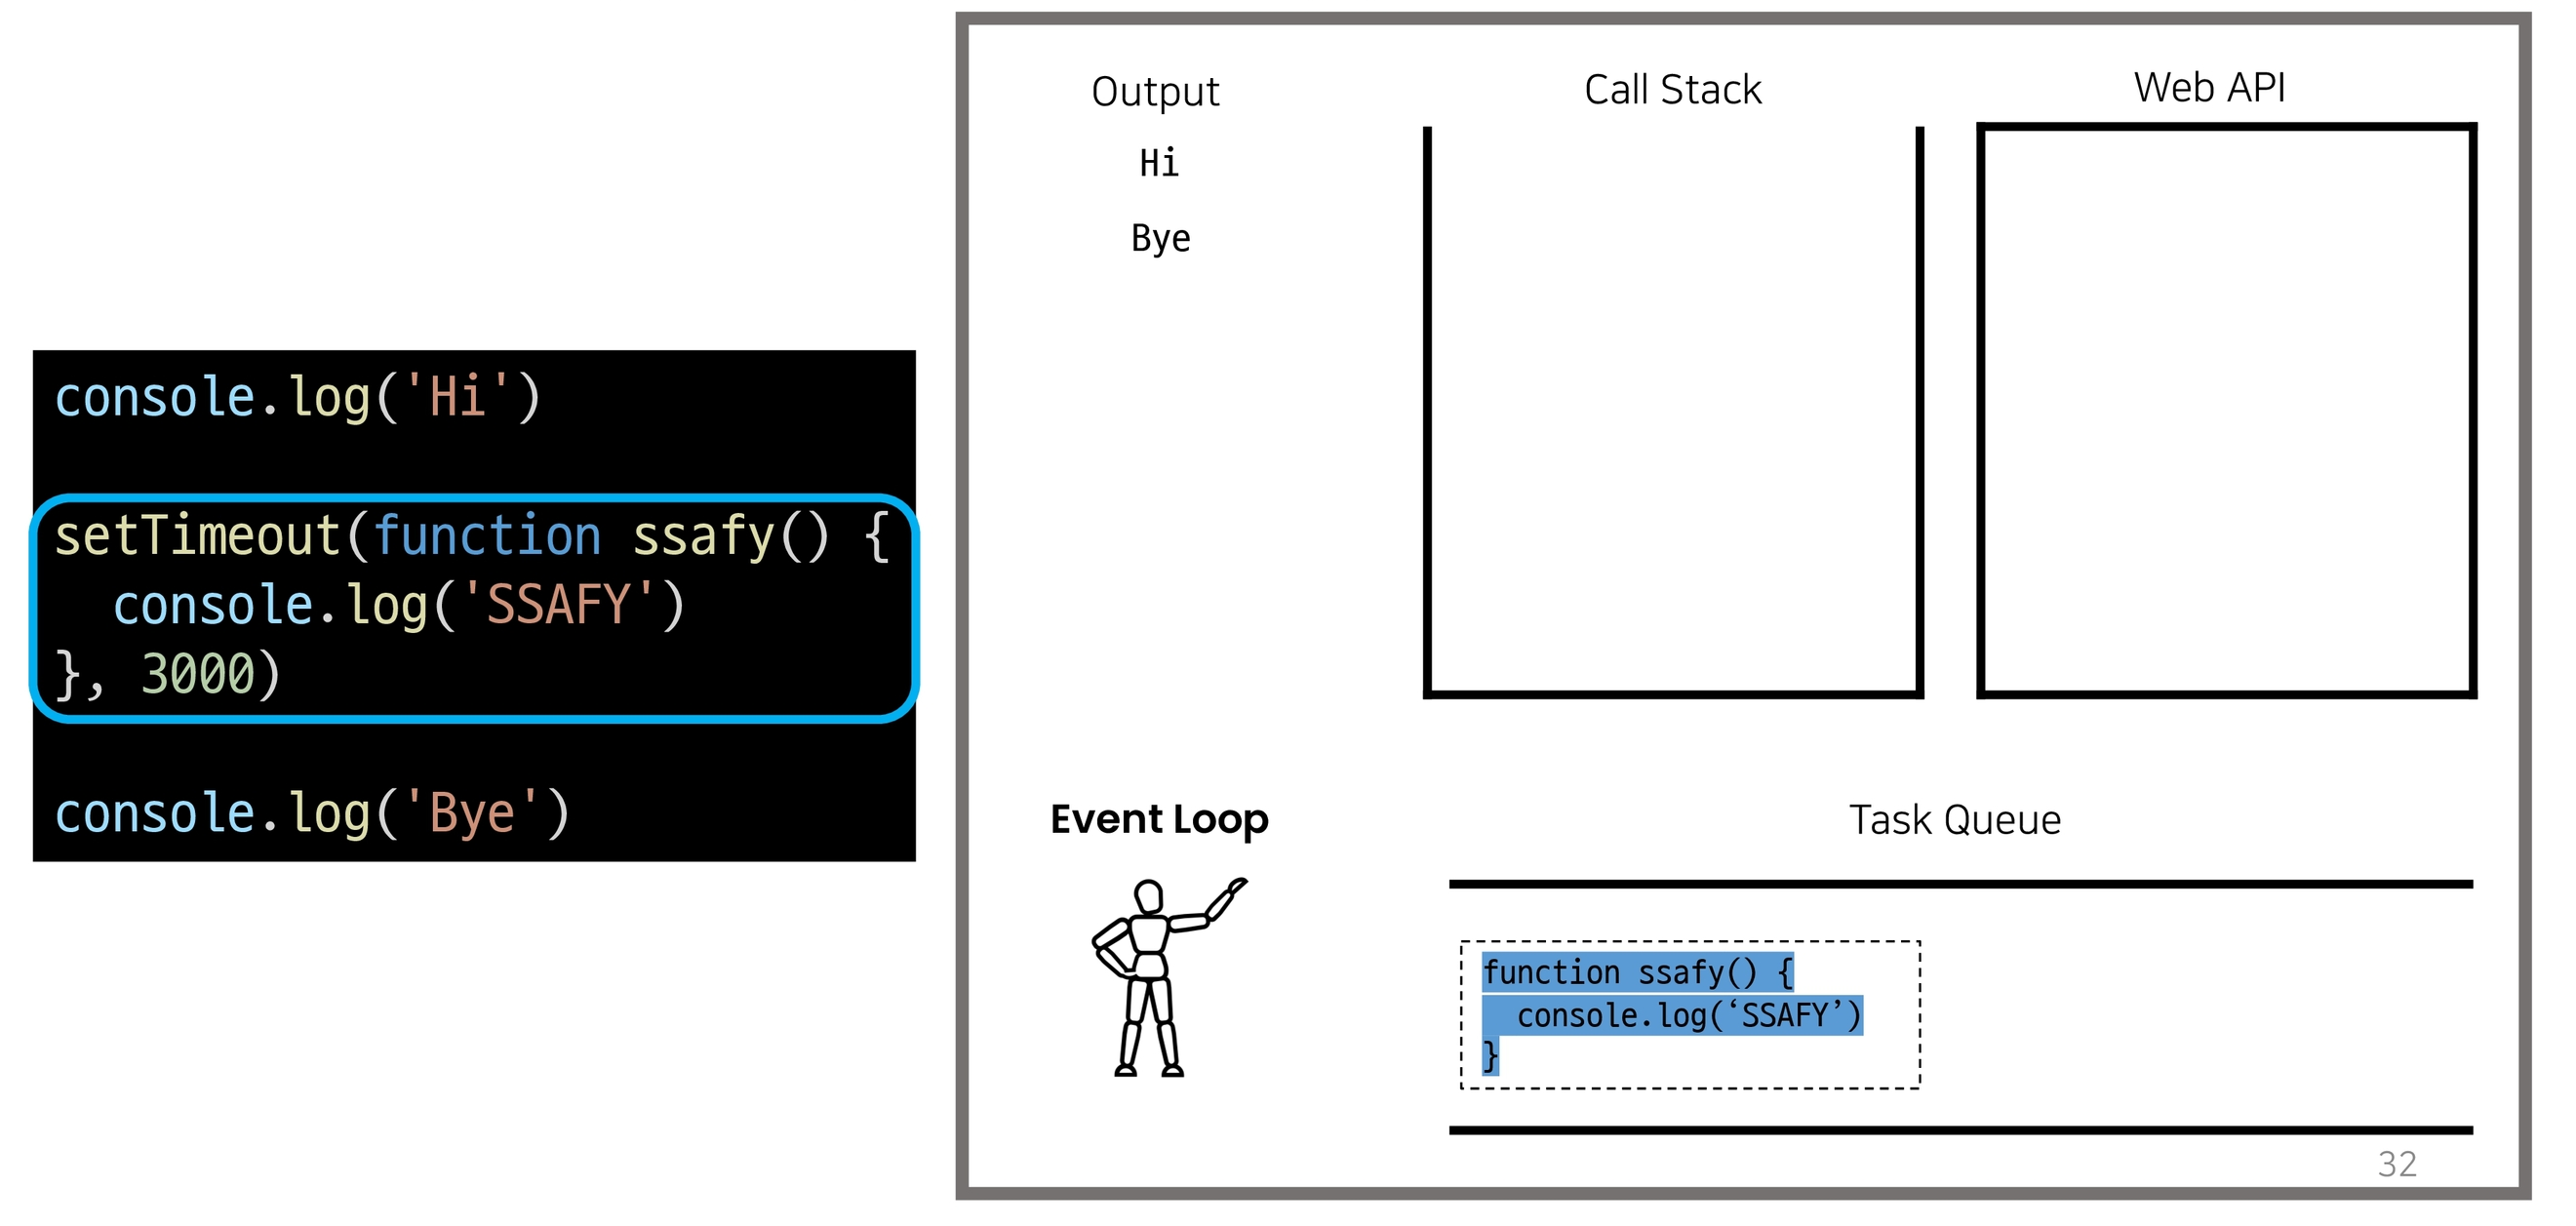 console.log('Hi')
setTimeout(function ssafy() {
  console.log('SSAFY')
}, 3000)
console.log('Bye')
Output
Hi
Bye
Call Stack
Web API
Event Loop
Task Queue
function ssafy() {
  console.log(‘SSAFY’)
}
32